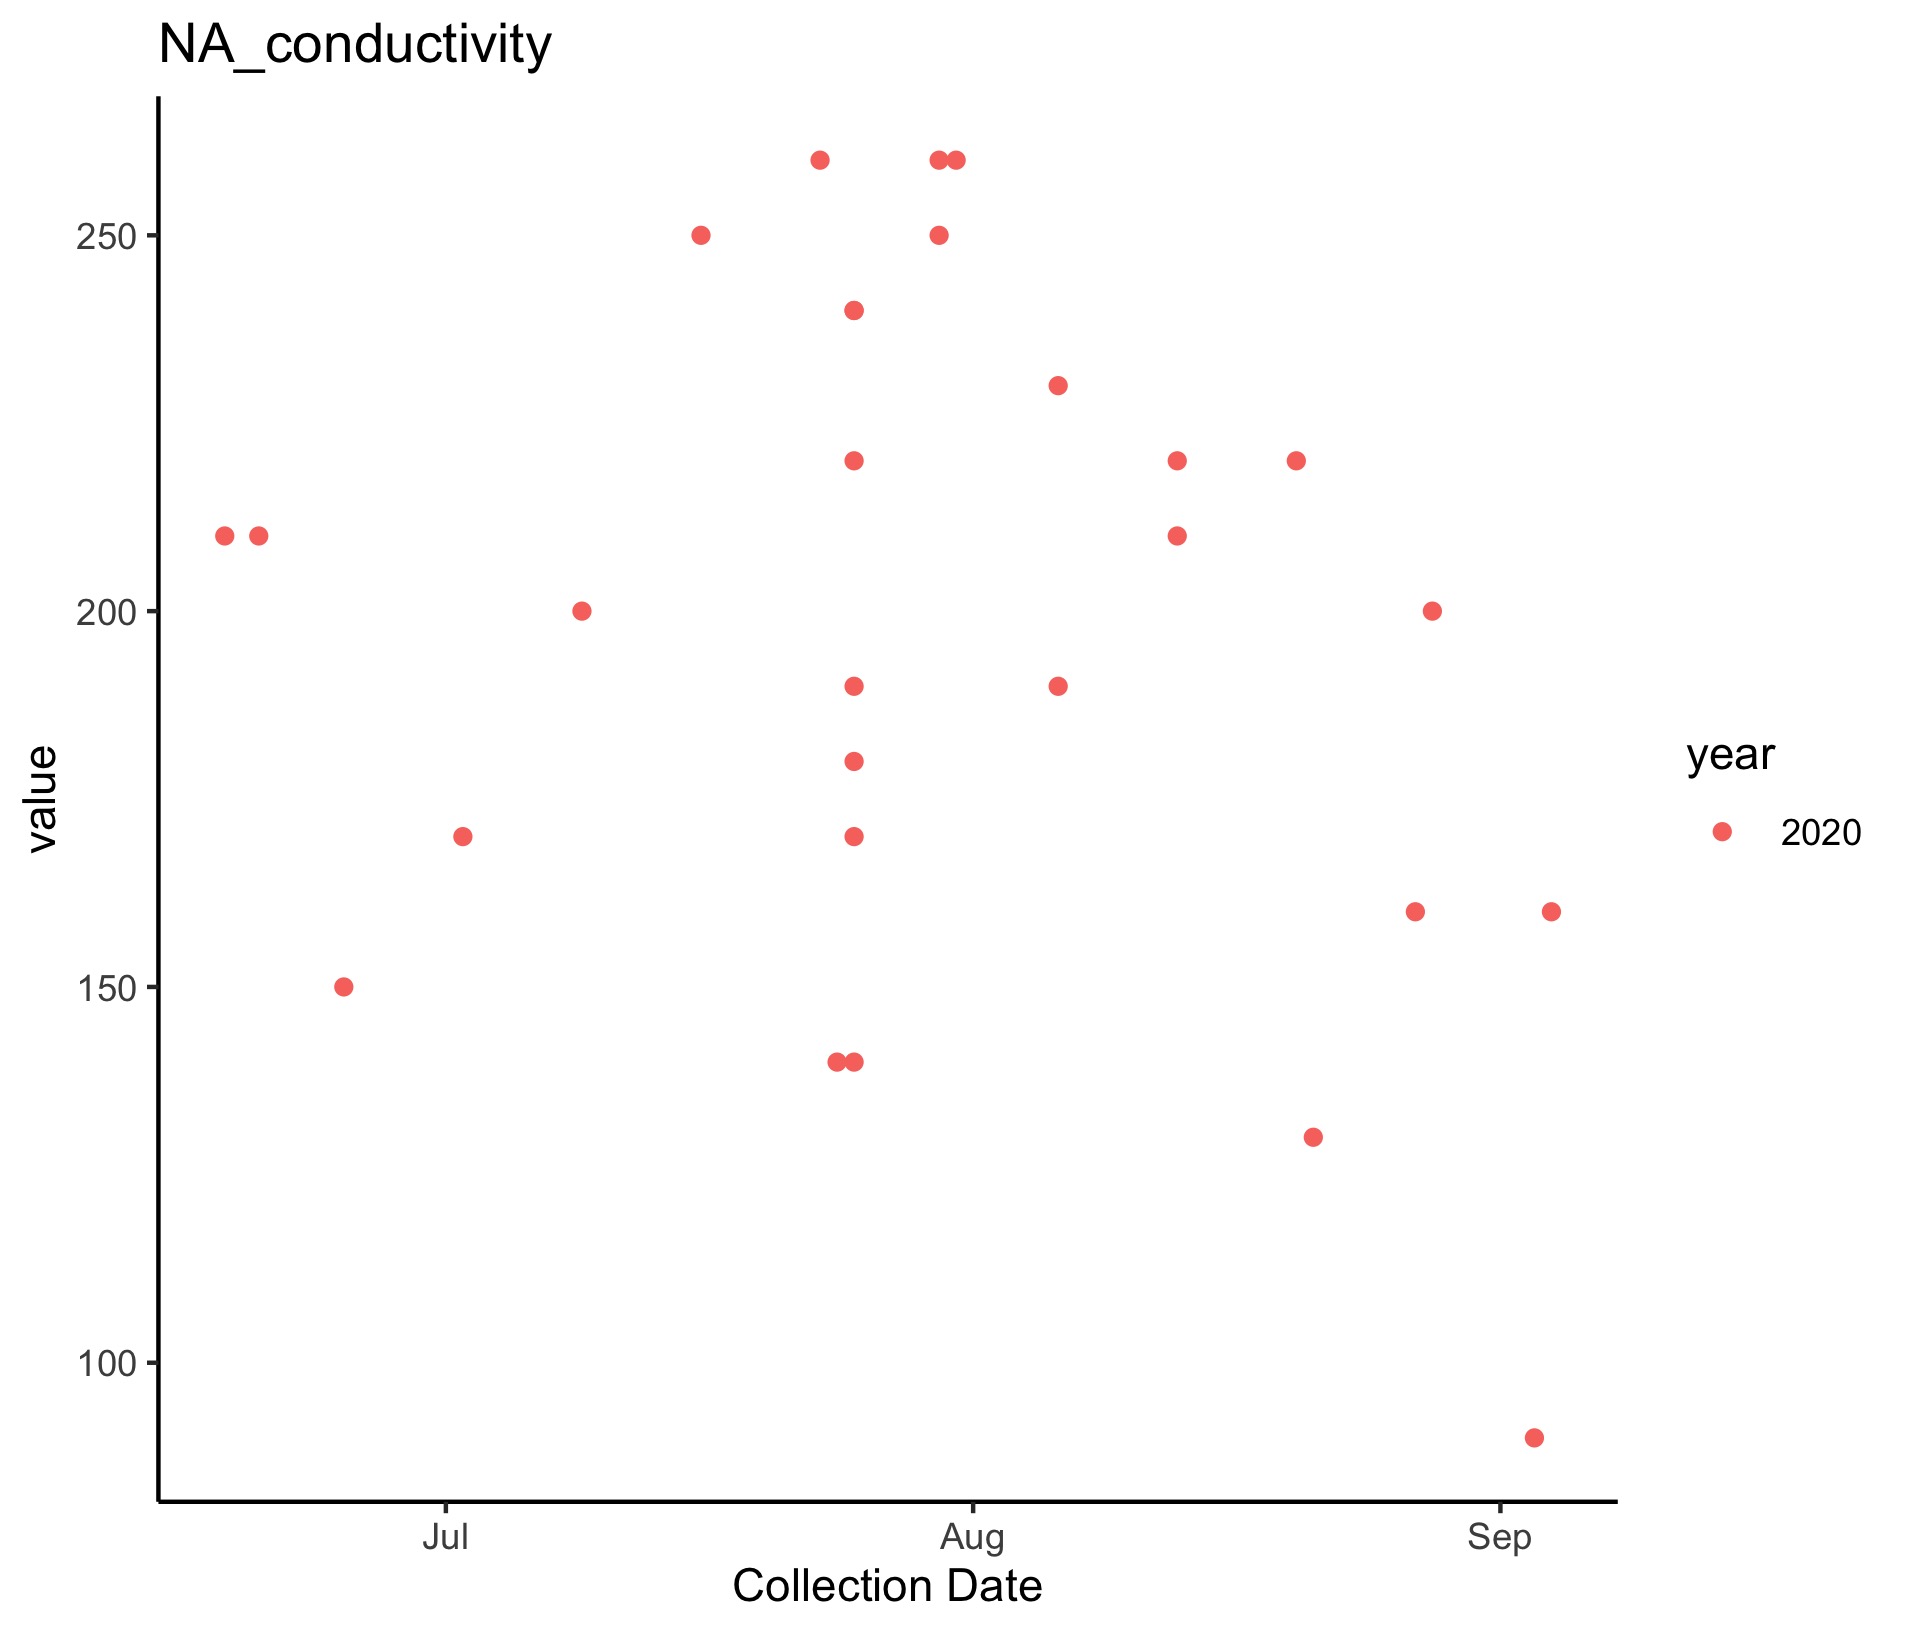 NA_conductivity
250
200
150
100
value
Jul Aug Sep
Collection Date
year
2020